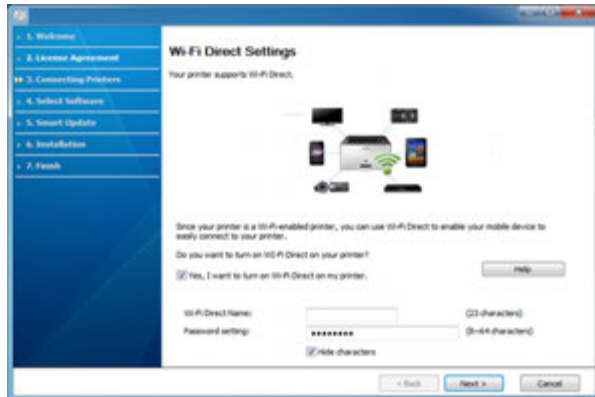 1. Welcome
2. License Agreement
3. Connecting Printers
4. Select Software
5. Smart Update
6. Installation
7. Finish
Wi-Fi Direct Settings
Your printer supports Wi-Fi Direct.
Since your printer is a Wi-Fi-enabled printer, you can use Wi-Fi Direct to enable your mobile device to
easily connect to your printer.
Do you want to turn on Wi-Fi Direct on your printer?
Yes, I want to turn on Wi-Fi Direct on my printer.
Help
Wi-Fi Direct Name:
(23 characters)
Password setting:
(8~64 characters)
Hide characters
< Back
Next >
Cancel